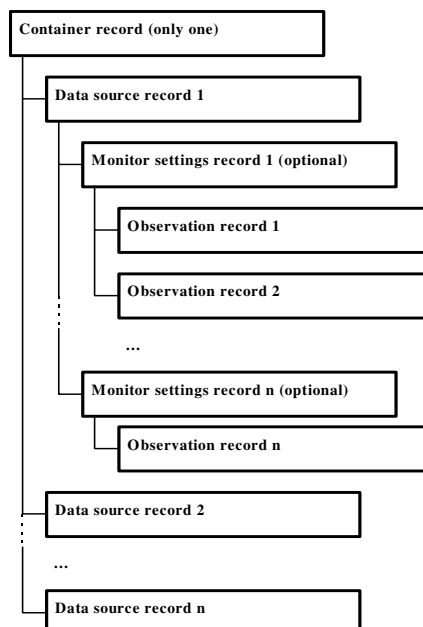 Container record (only one)
Data source record 1
Monitor settings record 1 (optional)
Observation record 1
Observation record 2
...
Monitor settings record n (optional)
Observation record n
Data source record 2
...
Data source record n